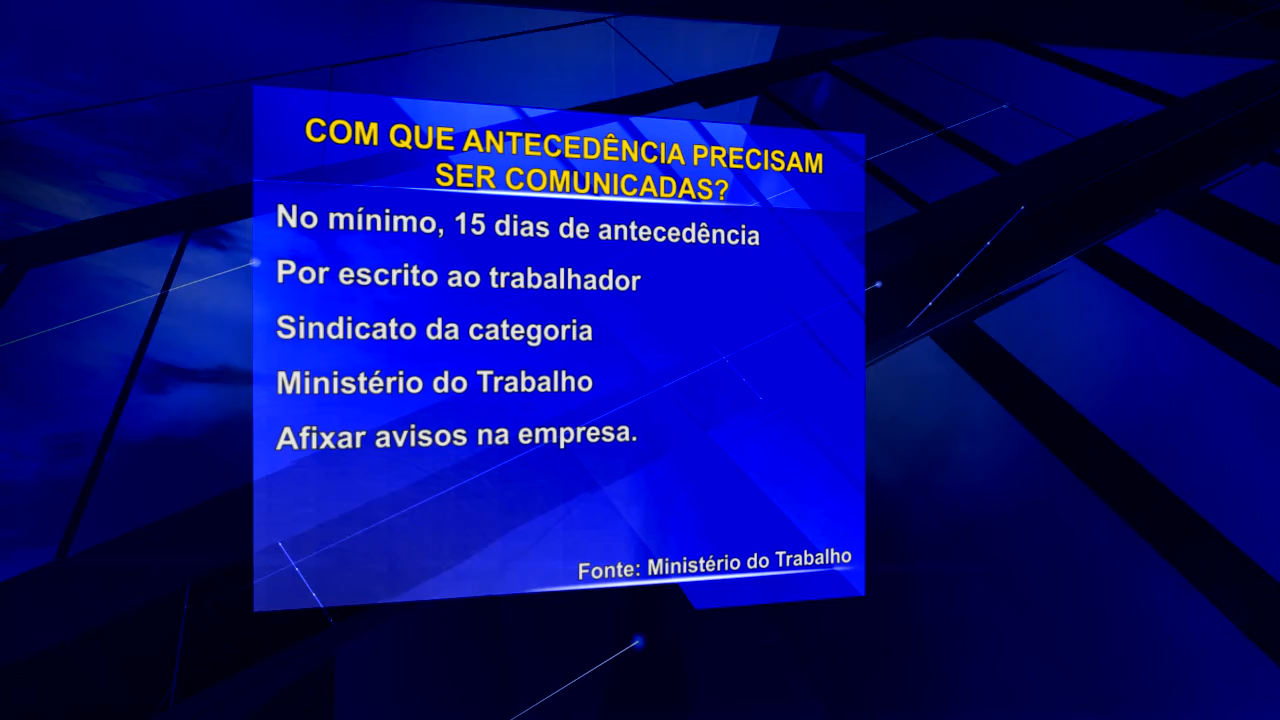 COM QUE ANTECEDÊNCIA PRECISAM
SER COMUNICADAS?
No mínimo, 15 dias de antecedência
Por escrito ao trabalhador
Sindicato da categoria
Ministério do Trabalho
Afixar avisos na empresa.
Fonte: Ministério do Trabalho